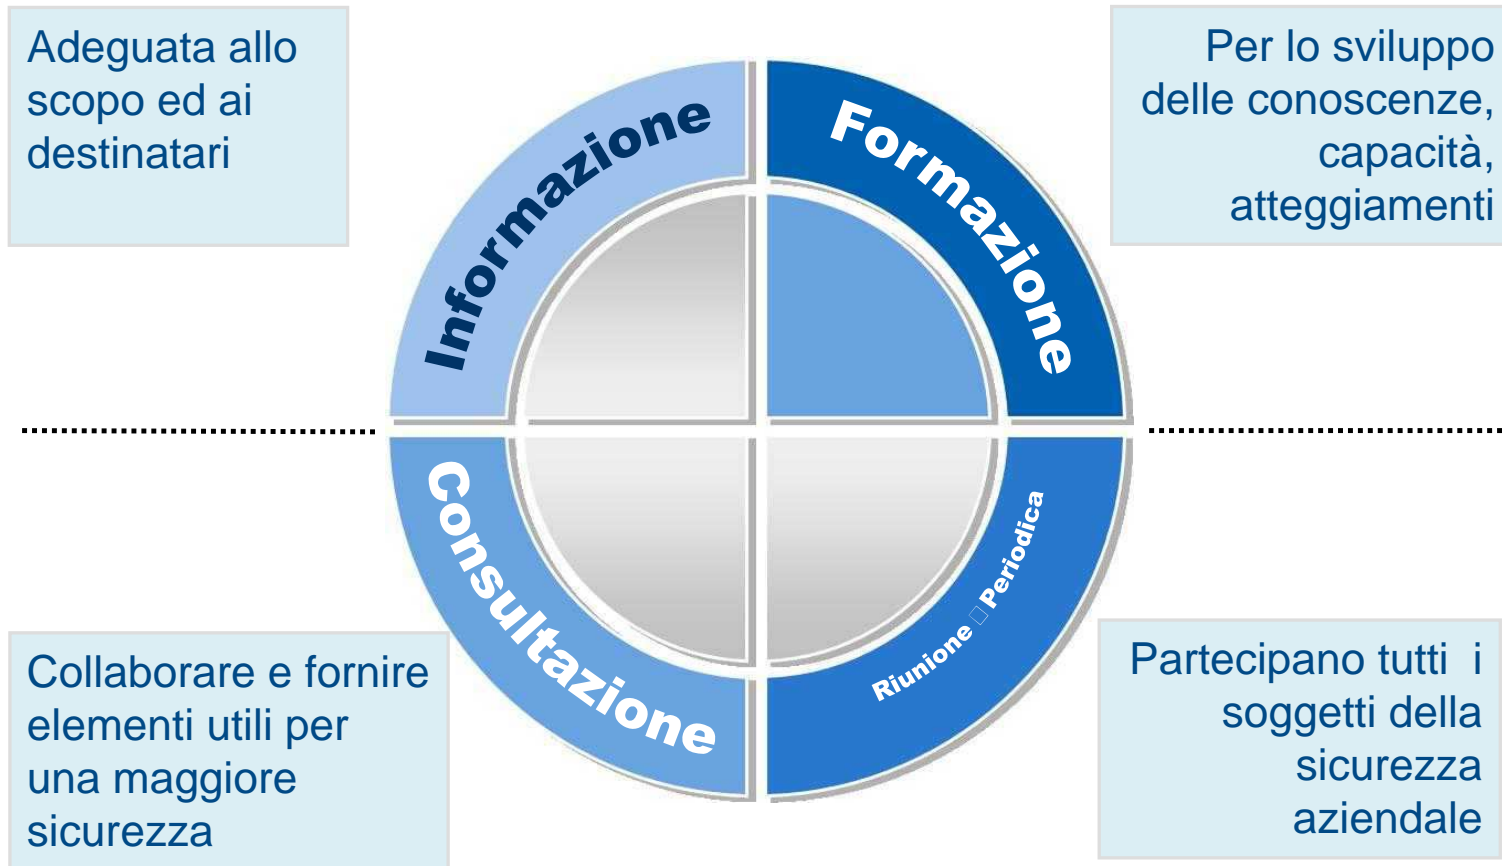 Adeguata allo
scopo ed ai
destinatari
Per lo sviluppo
delle conoscenze,
capacità,
atteggiamenti
Informazione
Formazione
Consultazione
Riunione Periodica
Collaborare e fornire
elementi utili per
una maggiore
sicurezza
Partecipano tutti i
soggetti della
sicurezza
aziendale